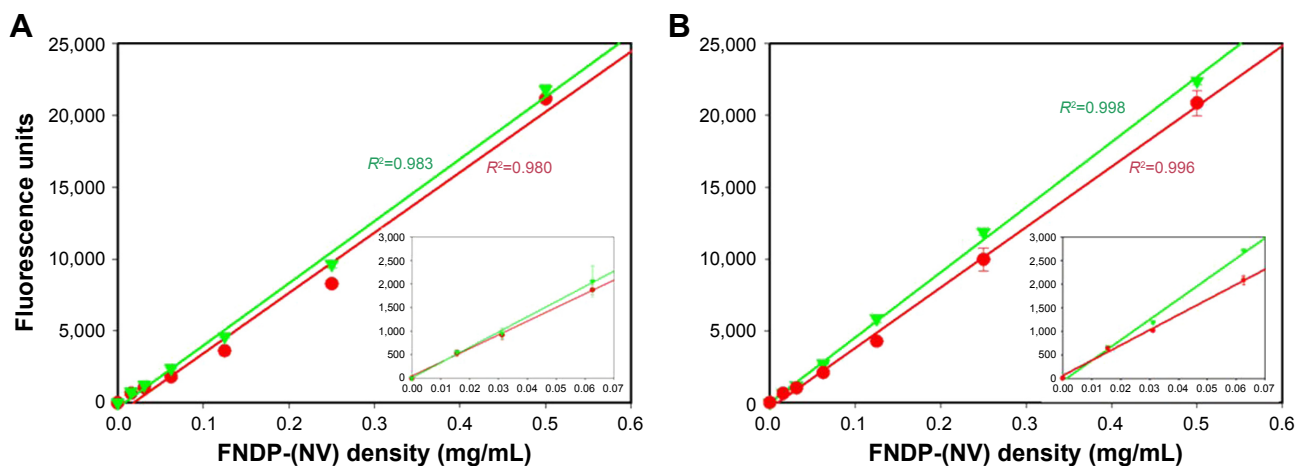 A
B
Fluorescence units
25,000
20,000
15,000
10,000
5,000
0
0.0 0.1 0.2 0.3 0.4 0.5 0.6
FNDP-(NV) density (mg/mL)
R²=0.983
R²=0.980
3,000
2,500
2,000
1,500
1,000
500
0
0.00 0.01 0.02 0.03 0.04 0.05 0.06 0.07
25,000
20,000
15,000
10,000
5,000
0
0.0 0.1 0.2 0.3 0.4 0.5 0.6
FNDP-(NV) density (mg/mL)
R²=0.998
R²=0.996
3,000
2,500
2,000
1,500
1,000
500
0
0.00 0.01 0.02 0.03 0.04 0.05 0.06 0.07